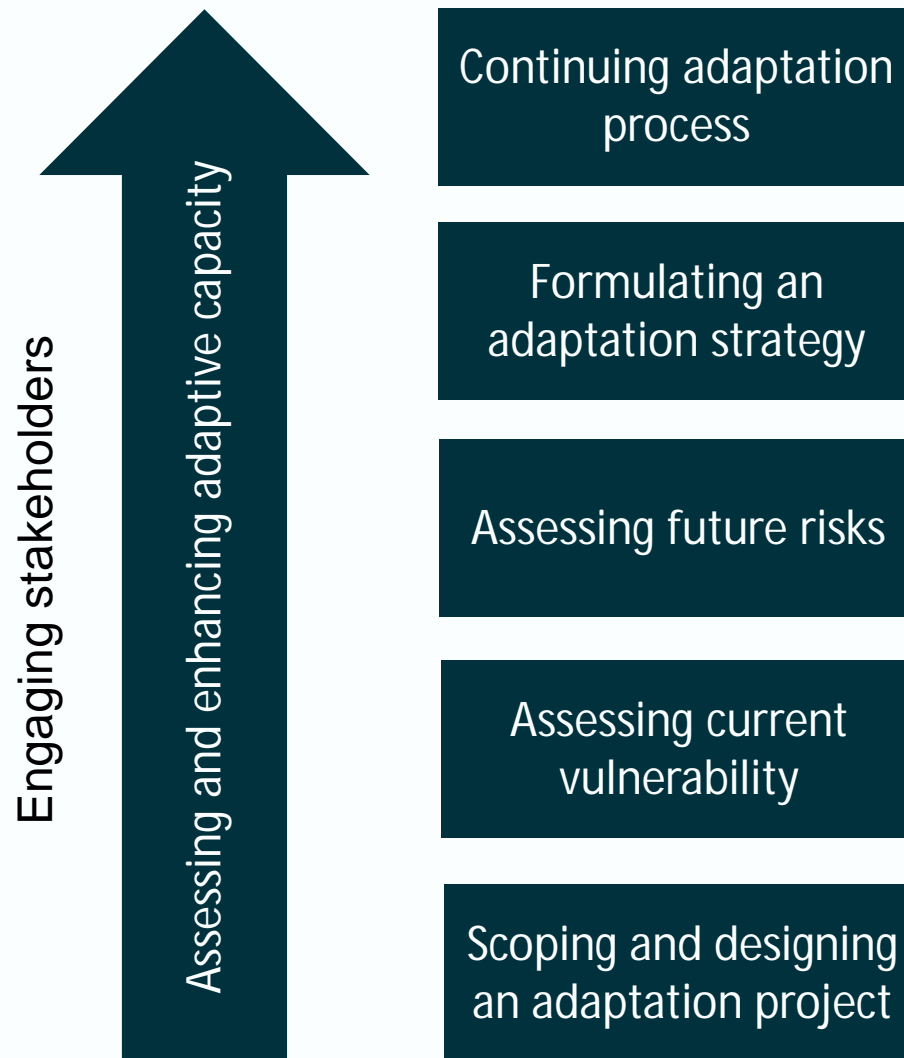 Engaging stakeholders
Assessing and enhancing adaptive capacity
Continuing adaptation
process
Formulating an
adaptation strategy
Assessing future risks
Assessing current
vulnerability
Scoping and designing
an adaptation project